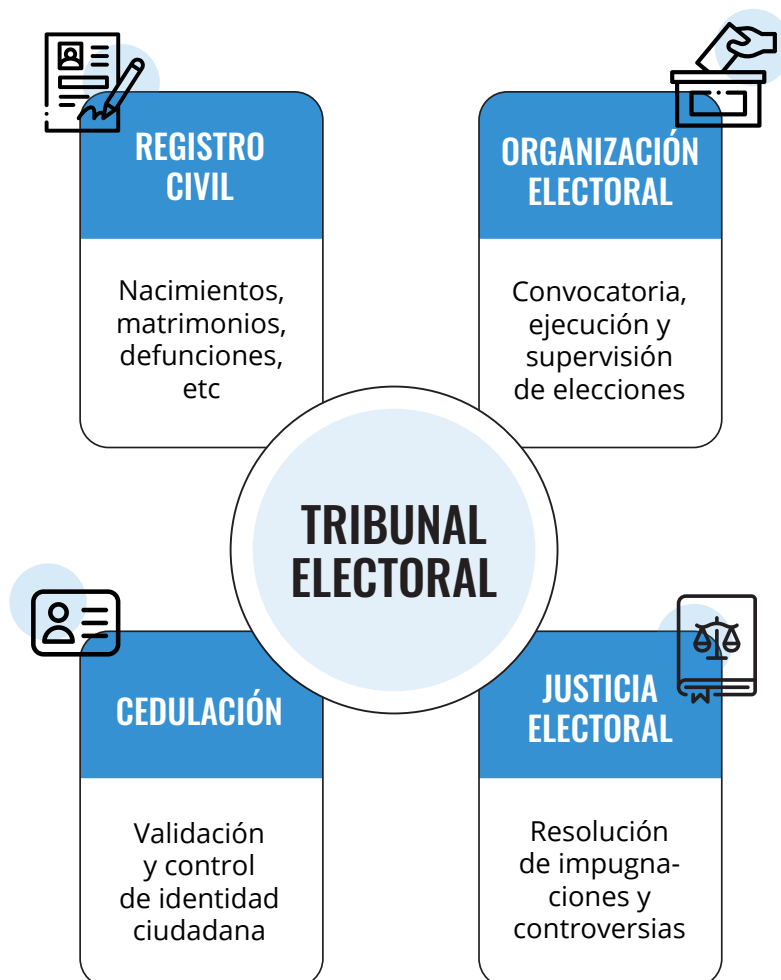 REGISTRO
CIVIL
Nacimientos,
matrimonios,
defunciones,
etc
ORGANIZACIÓN
ELECTORAL
Convocatoria,
ejecución y
supervisión
de elecciones
TRIBUNAL
ELECTORAL
CEDULACIÓN
Validación
y control
de identidad
ciudadana
JUSTICIA
ELECTORAL
Resolución
de impugna-
ciones y
controversias